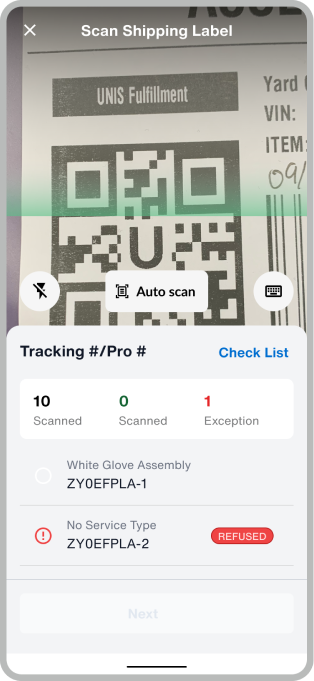 Scan Shipping Label
UNIS Fulfillment
Yard
VIN:
ITEM:
09/
U
Auto scan
Tracking #/Pro #
Check List
10
0
1
Scanned
Scanned
Exception
White Glove Assembly
ZY0EFPLA-1
No Service Type
ZY0EFPLA-2
REFUSED
Next